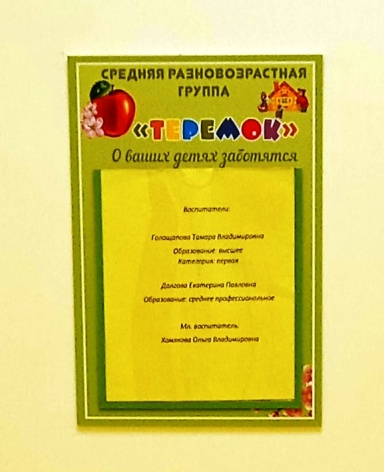 СРЕДНЯЯ РАЗНОВОЗРАСТНАЯ
ГРУППА
«ТЕРЕМОК»
О ваших детях заботятся
Воспитатели:
Голощапова Тамара Владимировна
Образование: высшее
Категория: первая
Долгова Екатерина Павловна
Образование: среднее профессиональное
Мл. воспитатель:
Хомякова Ольга Владимировна